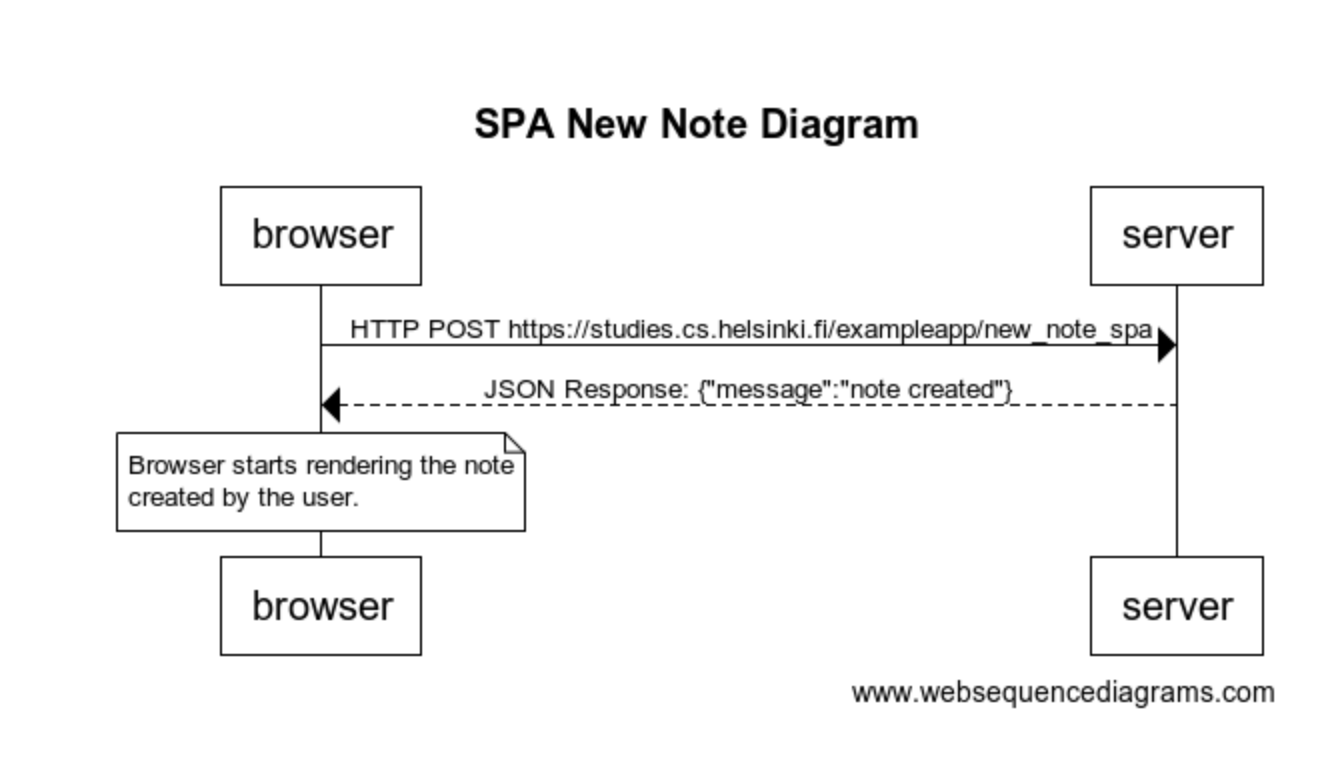 SPA New Note Diagram
browser
server
HTTP POST https://studies.cs.helsinki.fi/exampleapp/new_note_spa
JSON Response: {"message":"note created"}
Browser starts rendering the note
created by the user.
browser
server
www.websequencediagrams.com